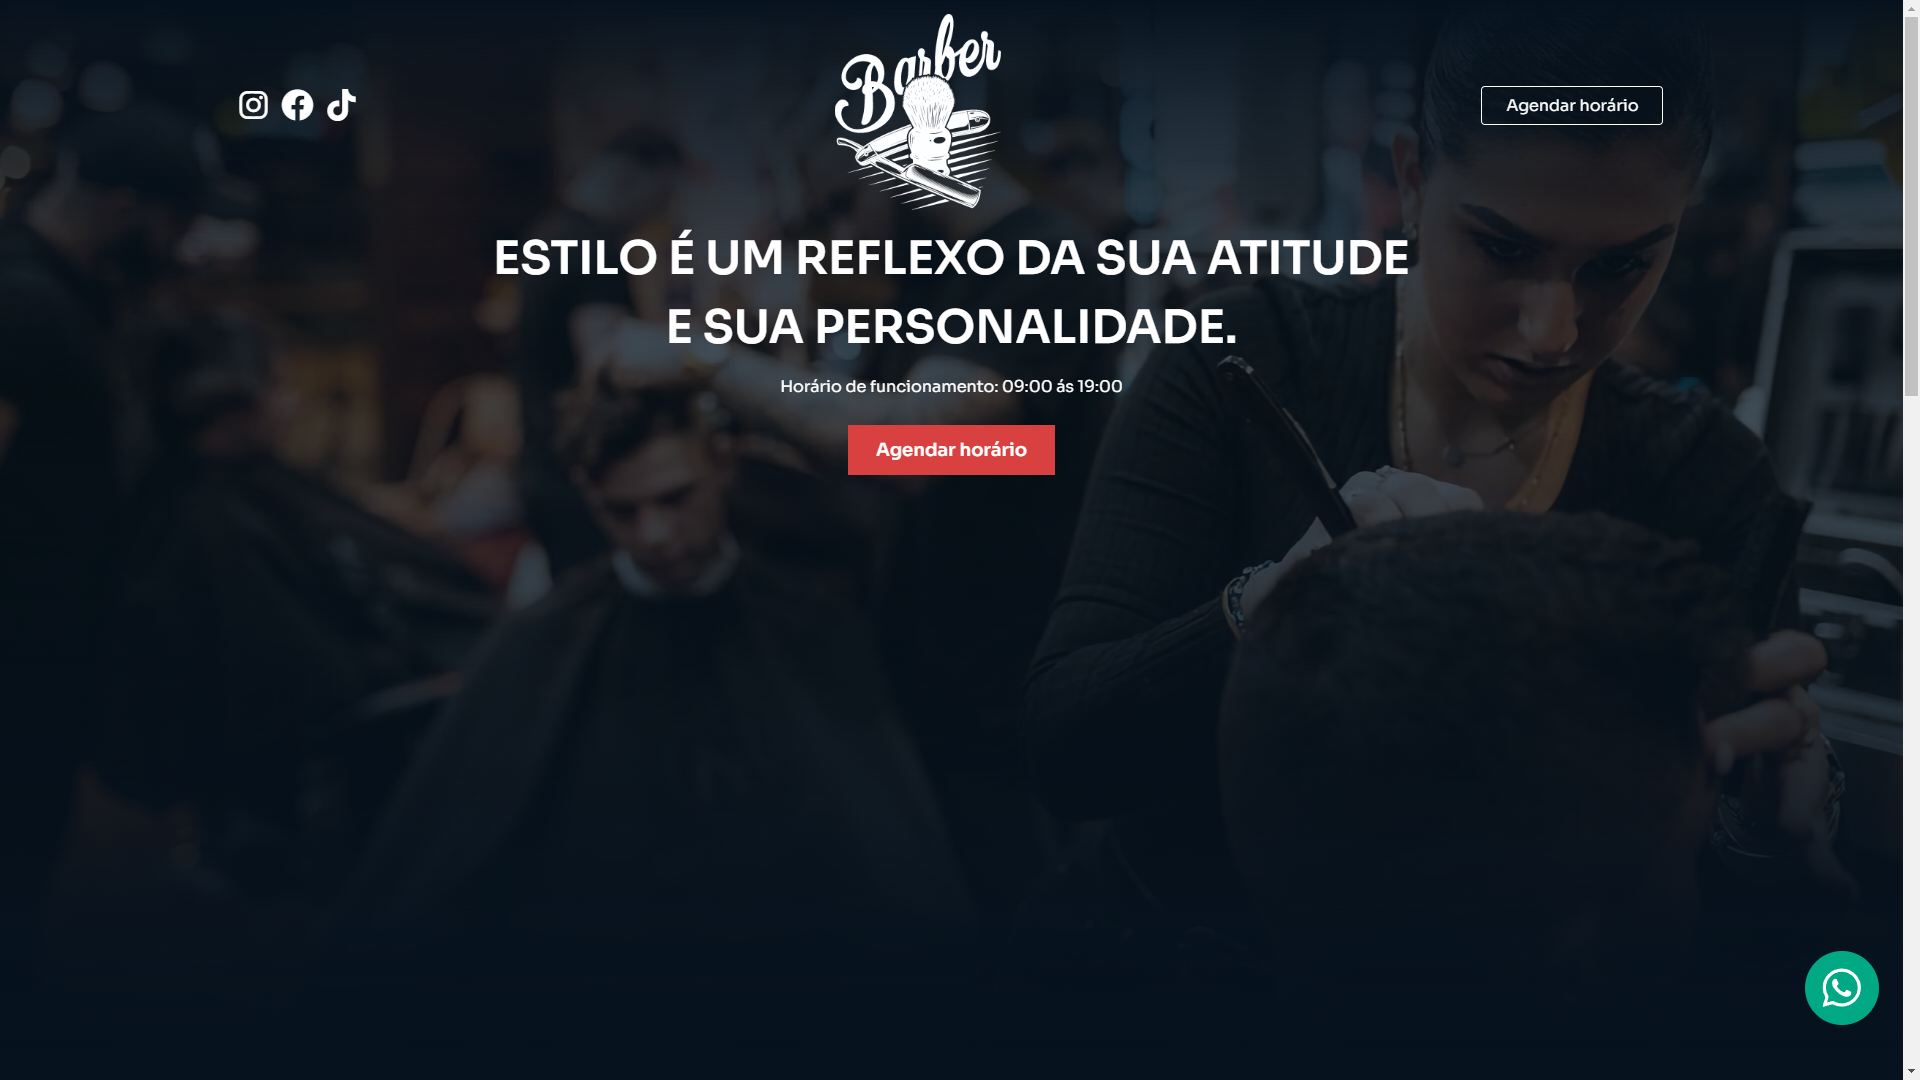 Barber
Agendar horário
ESTILO É UM REFLEXO DA SUA ATITUDE
E SUA PERSONALIDADE.
Horário de funcionamento: 09:00 ás 19:00
Agendar horário